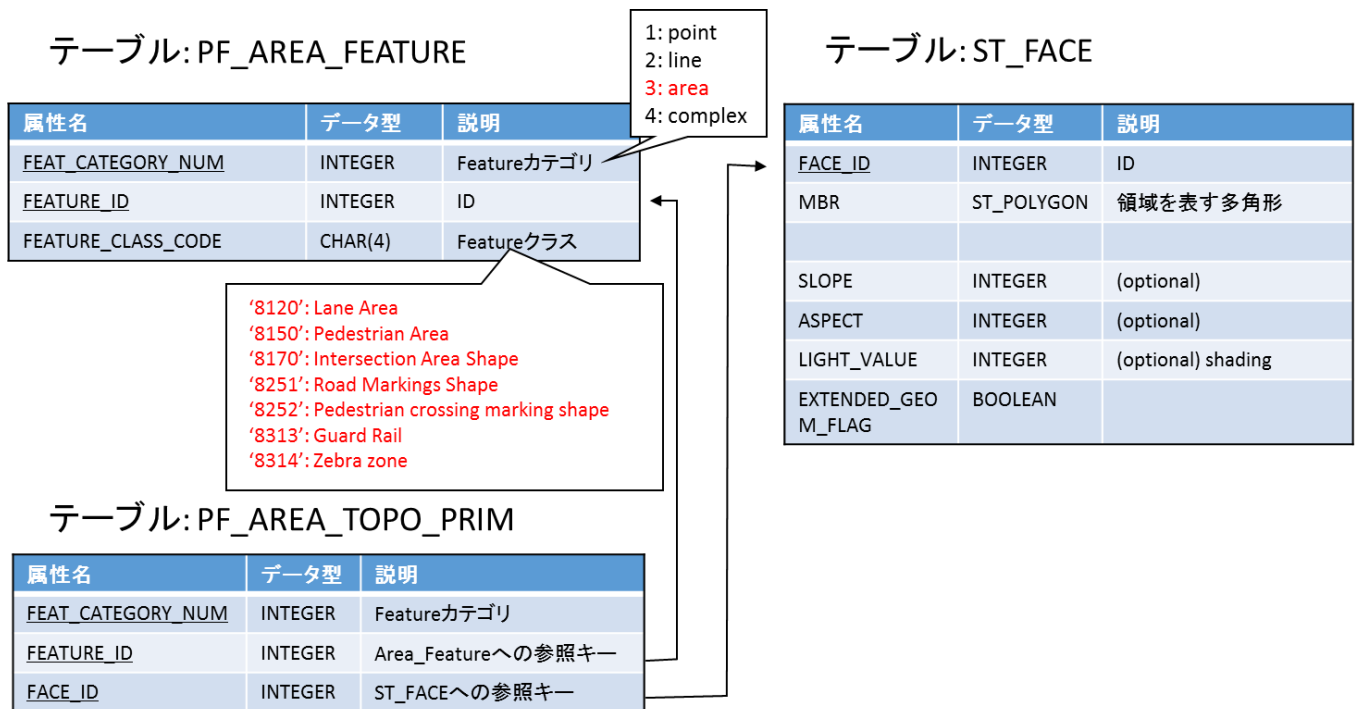 テーブル: PF_AREA_FEATURE
属性名 データ型 説明
FEAT_CATEGORY_NUM INTEGER Featureカテゴリ
FEATURE_ID INTEGER ID
FEATURE_CLASS_CODE CHAR(4) Featureクラス
1: point
2: line
3: area
4: complex
‘8120’: Lane Area
‘8150’: Pedestrian Area
‘8170’: Intersection Area Shape
‘8251’: Road Markings Shape
‘8252’: Pedestrian crossing marking shape
‘8313’: Guard Rail
‘8314’: Zebra zone
テーブル: ST_FACE
属性名 データ型 説明
FACE_ID INTEGER ID
MBR ST_POLYGON 領域を表す多角形
SLOPE INTEGER (optional)
ASPECT INTEGER (optional)
LIGHT_VALUE INTEGER (optional) shading
EXTENDED_GEO BOOLEAN
M_FLAG
テーブル: PF_AREA_TOPO_PRIM
属性名 データ型 説明
FEAT_CATEGORY_NUM INTEGER Featureカテゴリ
FEATURE_ID INTEGER Area_Featureへの参照キー
FACE_ID INTEGER ST_FACEへの参照キー